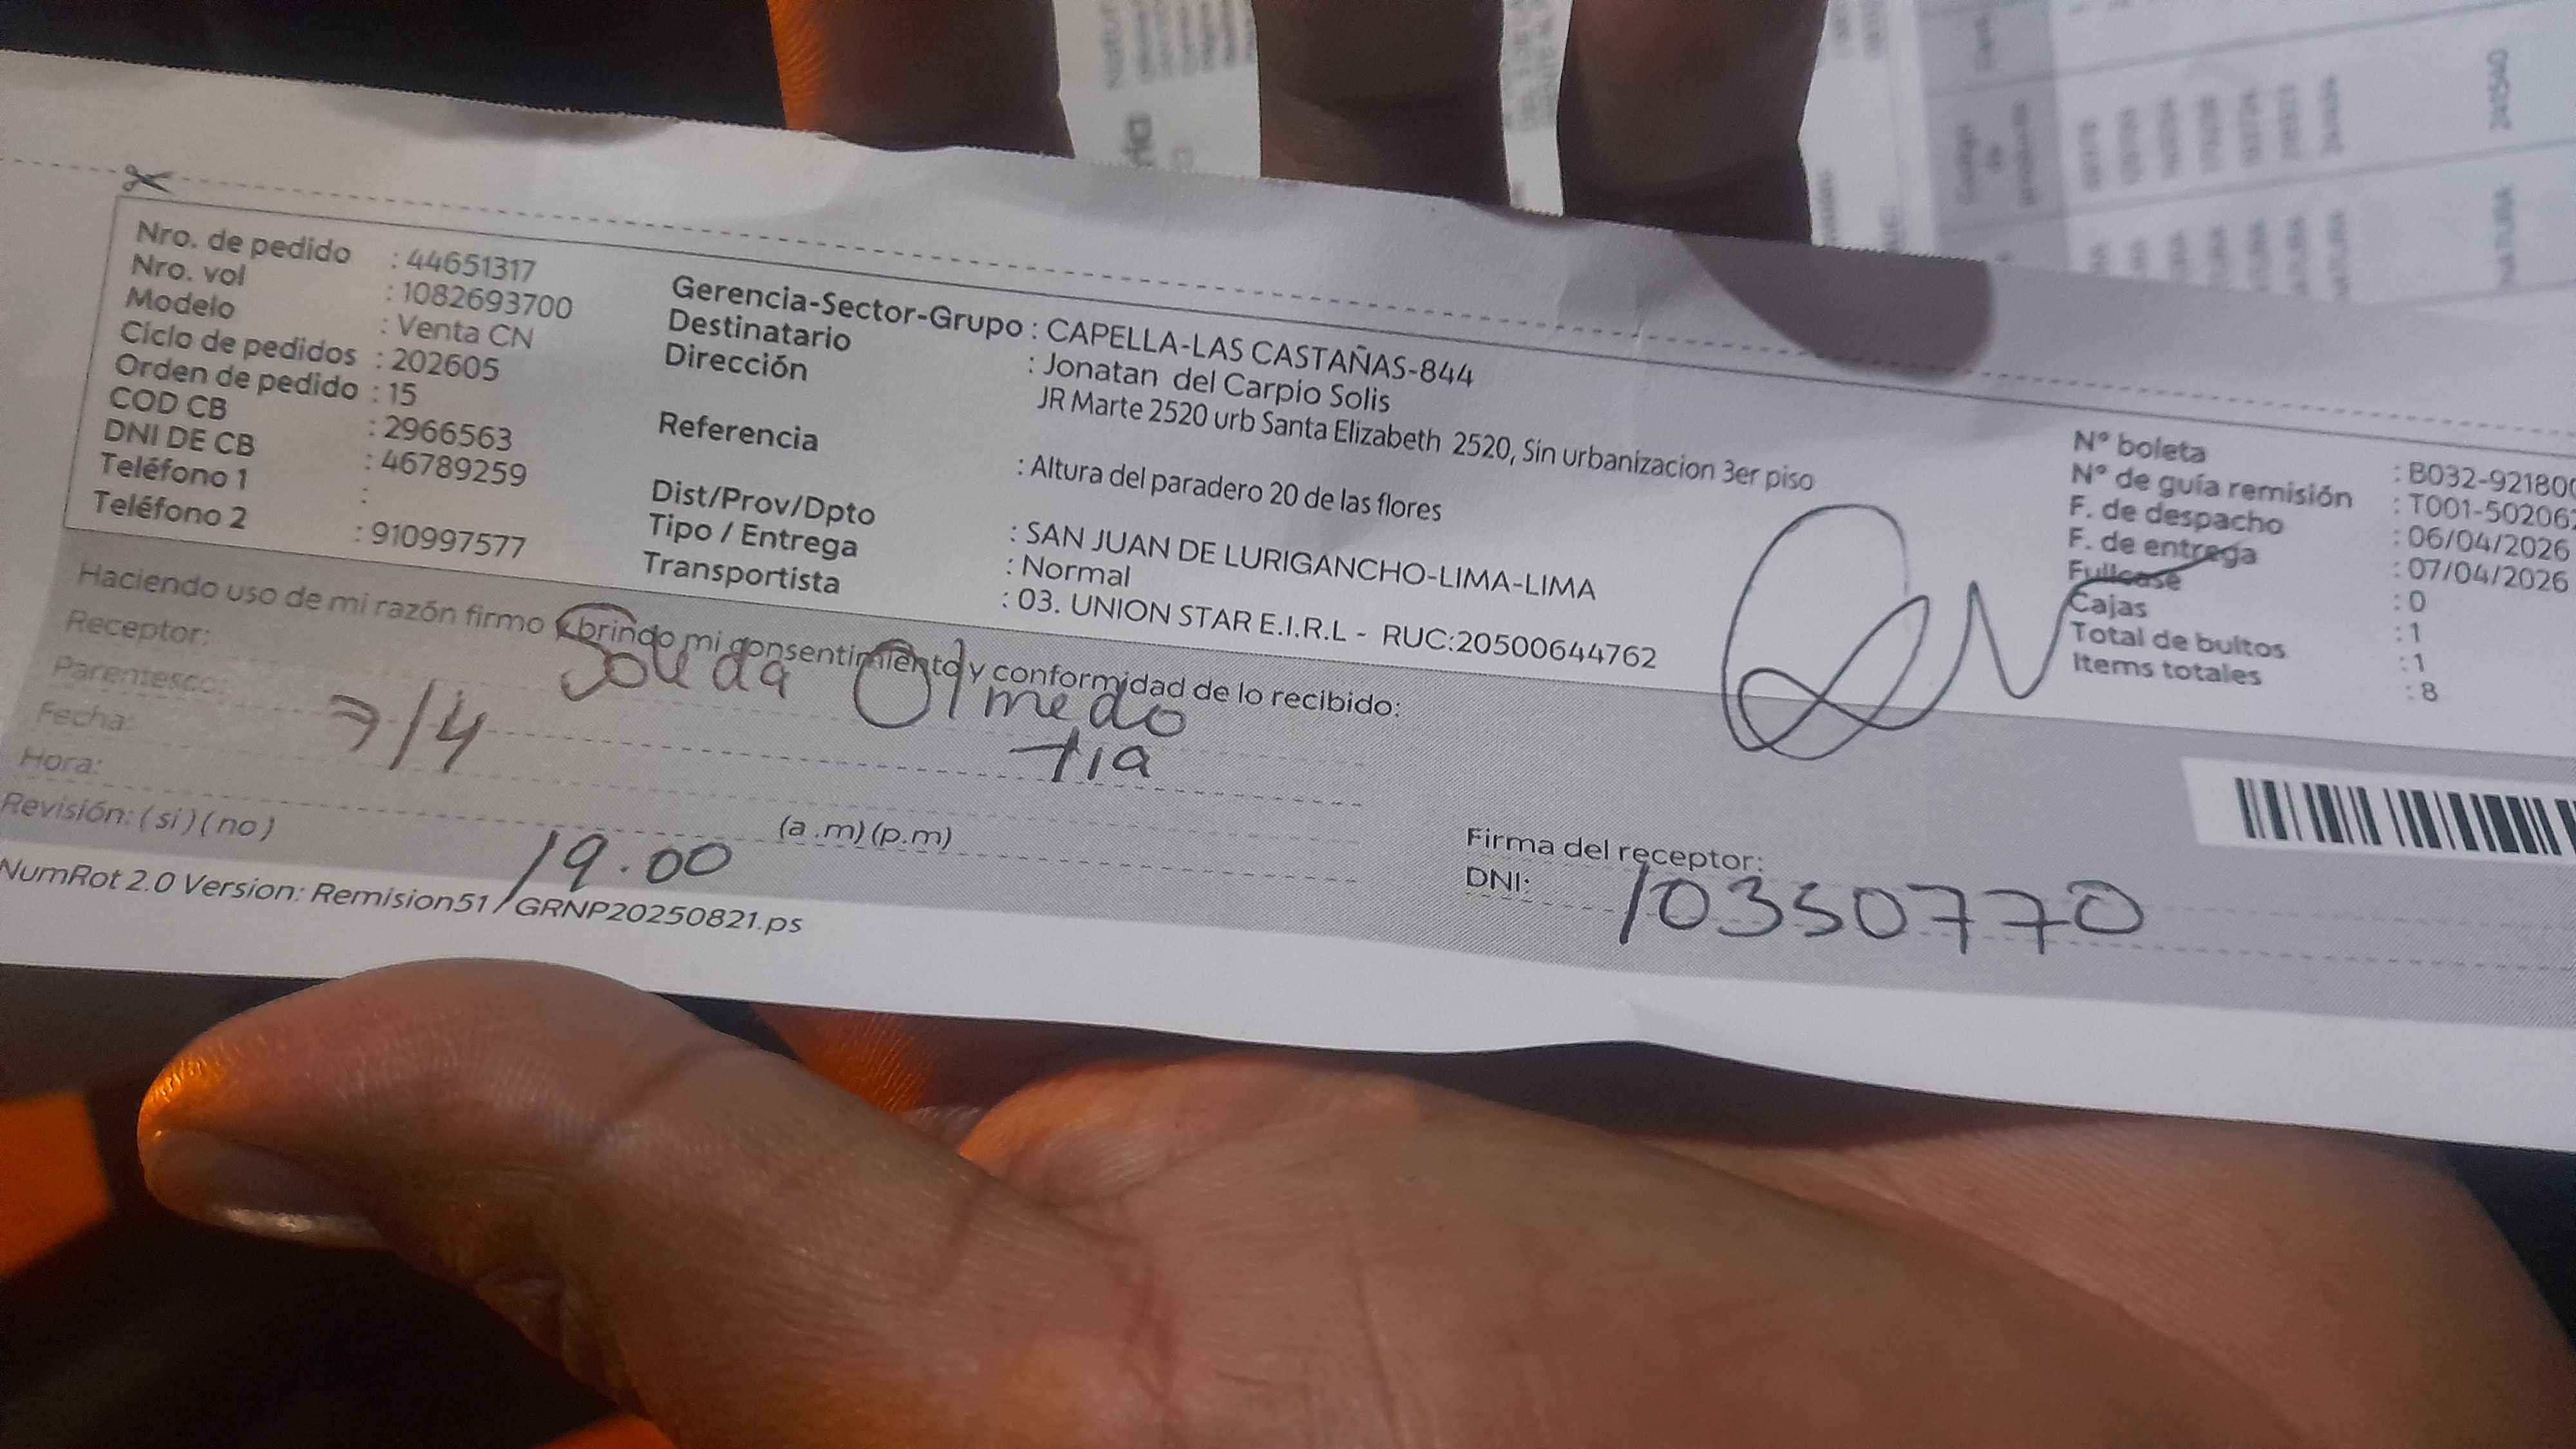 Nro. de pedido : 44651317
Nro. vol : 1082693700
Modelo : Venta CN
Ciclo de pedidos : 202605
Orden de pedido : 15
COD CB : 2966563
DNI DE CB : 46789259
Teléfono 1 :
Teléfono 2 : 910997577
Gerencia-Sector-Grupo : CAPELLA-LAS CASTAÑAS-844
Destinatario : Jonatan del Carpio Solis
Dirección JR Marte 2520 urb Santa Elizabeth 2520, Sin urbanizacion 3er piso
Referencia : Altura del paradero 20 de las flores
Dist/Prov/Dpto : SAN JUAN DE LURIGANCHO-LIMA-LIMA
Tipo / Entrega : Normal
Transportista : 03. UNION STAR E.I.R.L - RUC:20500644762
N° boleta : B032-92180
N° de guía remisión : T001-50206
F. de despacho : 06/04/2026
F. de entrega : 07/04/2026
Fullcase : 0
Cajas : 1
Total de bultos : 1
Items totales : 8
Haciendo uso de mi razón firmo y brindo mi consentimiento y conformidad de lo recibido:
Receptor: Soleda Olmedo
Parentesco: tia
Fecha: 7/4
Hora: 19.00 (a .m) (p.m)
Revisión: ( si ) ( no )
Firma del receptor:
DNI: 10350770
NumRot 2.0 Version: Remision51 / GRNP20250821.ps
NATURA
241540